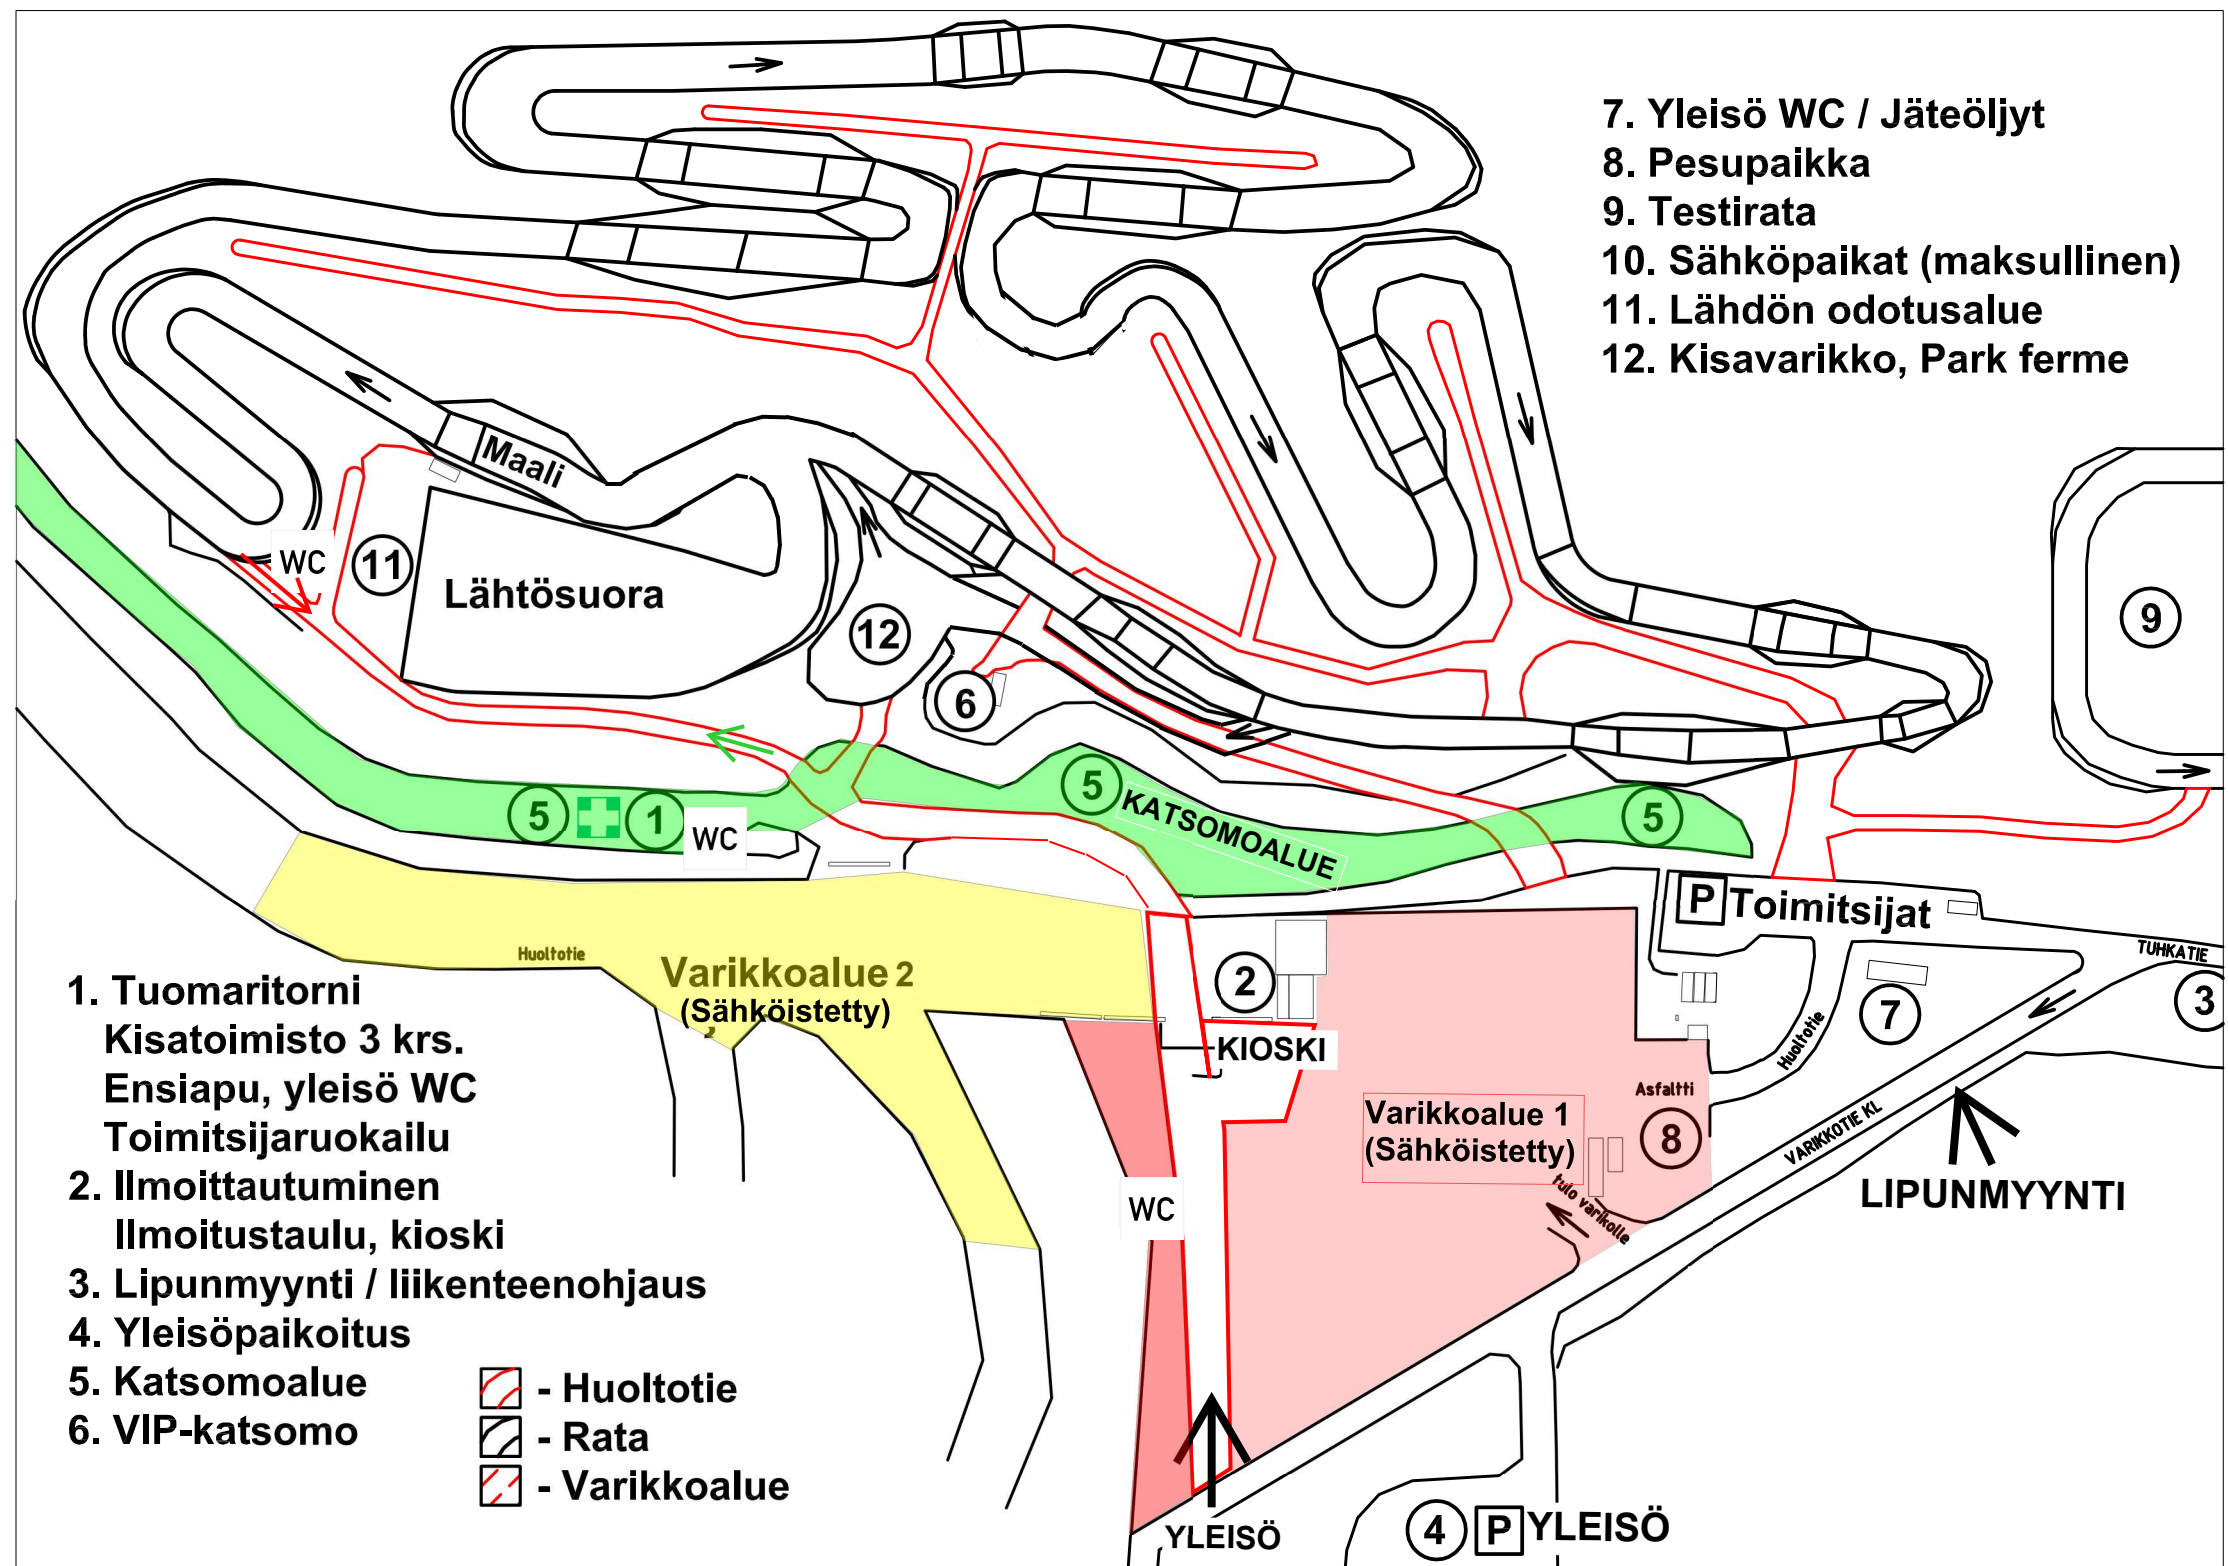 7. Yleisö WC / Jäteöljyt
8. Pesupaikka
9. Testirata
10. Sähköpaikat (maksullinen)
11. Lähdön odotusalue
12. Kisavarikko, Park ferme
Maali
WC
11
Lähtösuora
12
9
6
5
1
WC
5
KATSOMOALUE
5
P Toimitsijat
TUHKATIE
3
Huoltotie
Varikkoalue 2
(Sähköistetty)
2
KIOSKI
7
Huoltotie
Asfaltti
8
Varikkoalue 1
(Sähköistetty)
tulo varikolle
VARIKKOTIE KL
LIPUNMYYNTI
WC
1. Tuomaritorni
Kisatoimisto 3 krs.
Ensiapu, yleisö WC
Toimitsijaruokailu
2. Ilmoittautuminen
Ilmoitustaulu, kioski
3. Lipunmyynti / liikenteenohjaus
4. Yleisöpaikoitus
5. Katsomoalue
6. VIP-katsomo
- Huoltotie
- Rata
- Varikkoalue
YLEISÖ
4 P YLEISÖ